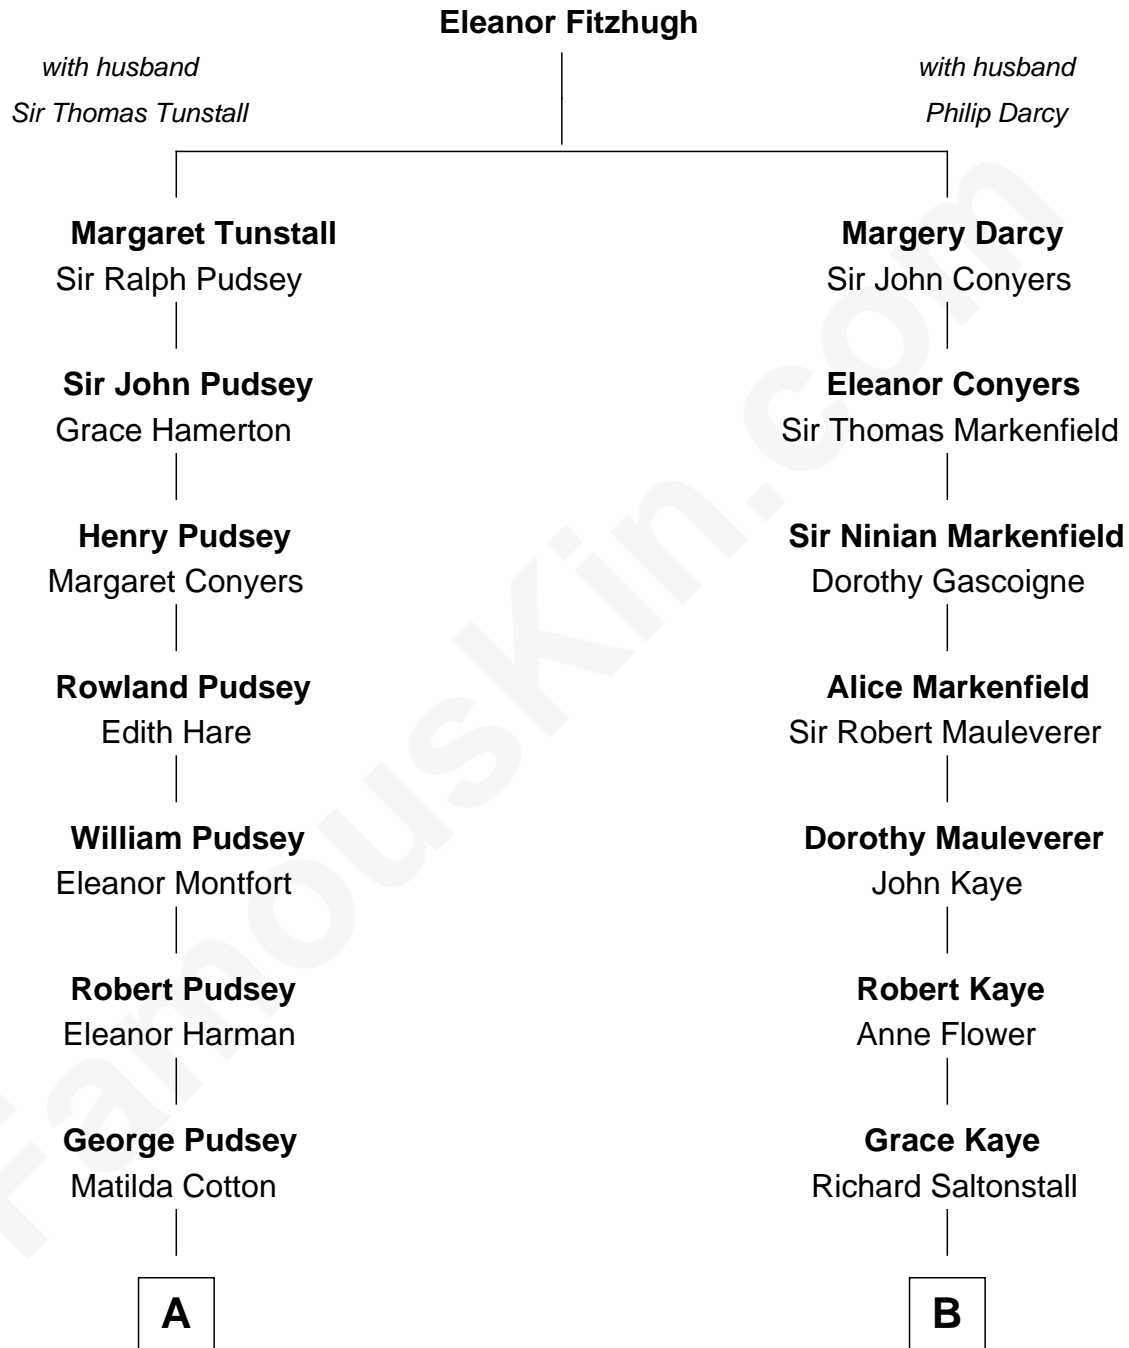 Eleanor Fitzhugh
with husband
Sir Thomas Tunstall
with husband
Philip Darcy
Margaret Tunstall
Sir Ralph Pudsey
Margery Darcy
Sir John Conyers
Sir John Pudsey
Grace Hamerton
Eleanor Conyers
Sir Thomas Markenfield
Henry Pudsey
Margaret Conyers
Sir Ninian Markenfield
Dorothy Gascoigne
Rowland Pudsey
Edith Hare
Alice Markenfield
Sir Robert Mauleverer
William Pudsey
Eleanor Montfort
Dorothy Mauleverer
John Kaye
Robert Pudsey
Eleanor Harman
Robert Kaye
Anne Flower
George Pudsey
Matilda Cotton
Grace Kaye
Richard Saltonstall
A
B
FamousKin.com